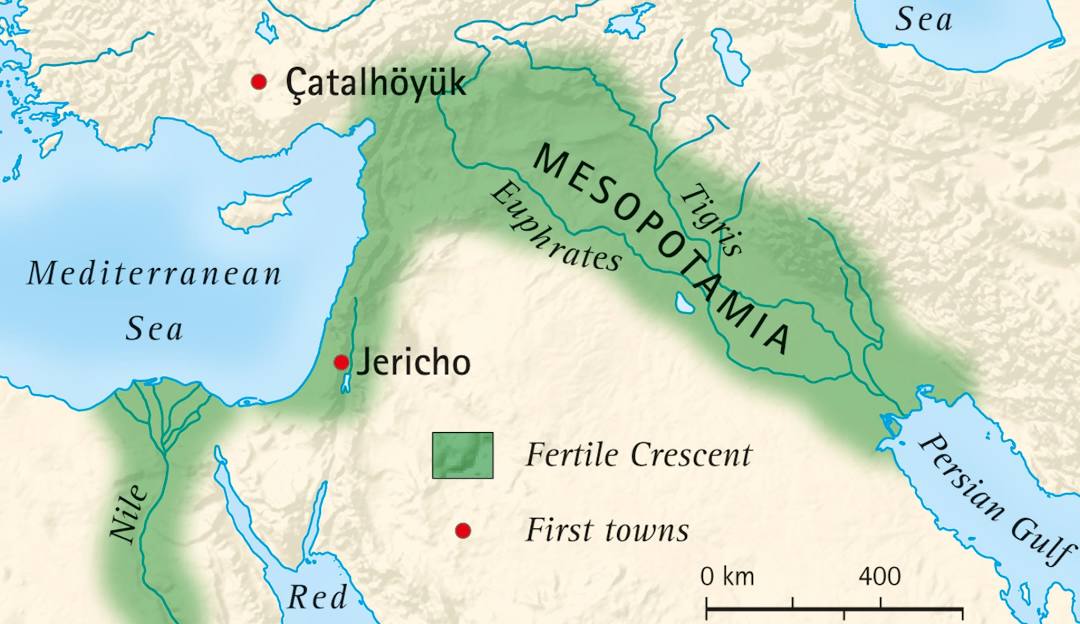 Sea
Çatalhöyük
MESOPOTAMIA
Tigris
Euphrates
Mediterranean
Sea
Jericho
Fertile Crescent
Nile
First towns
Persian Gulf
Red
0 km 400